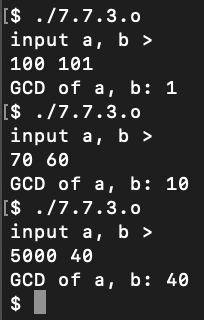 [$ ./7.7.3.o
input a, b >
100 101
GCD of a, b: 1
[$ ./7.7.3.o
input a, b >
70 60
GCD of a, b: 10
[$ ./7.7.3.o
input a, b >
5000 40
GCD of a, b: 40
$